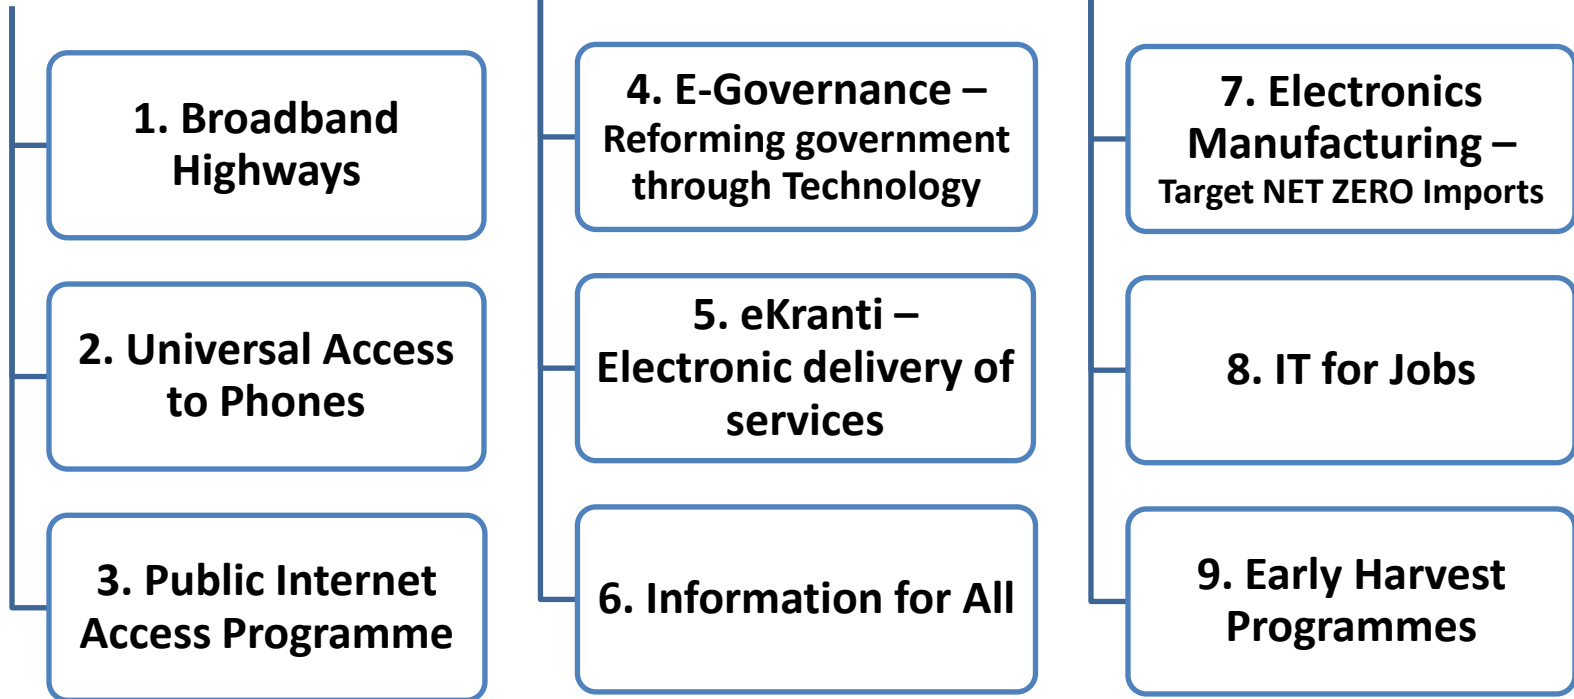 1. Broadband
Highways
2. Universal Access
to Phones
3. Public Internet
Access Programme
4. E-Governance –
Reforming government
through Technology
5. eKranti –
Electronic delivery of
services
6. Information for All
7. Electronics
Manufacturing –
Target NET ZERO Imports
8. IT for Jobs
9. Early Harvest
Programmes